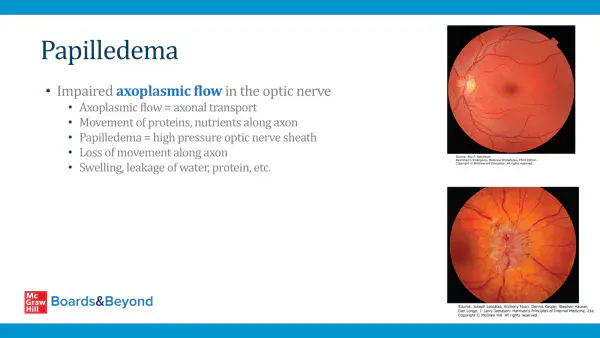 Papilledema
• Impaired axoplasmic flow in the optic nerve
• Axoplasmic flow = axonal transport
• Movement of proteins, nutrients along axon
• Papilledema = high pressure optic nerve sheath
• Loss of movement along axon
• Swelling, leakage of water, protein, etc.
Copyright © McGraw-Hill Education. All rights reserved.
Source: Joseph Loscalzo, Anthony Fauci, Dennis Kasper, Stephen Hauser,
Dan Longo, J. Larry Jameson: Harrison's Principles of Internal Medicine, 21e
Copyright © McGraw Hill. All rights reserved.
Mc
Graw
Hill
Boards&Beyond